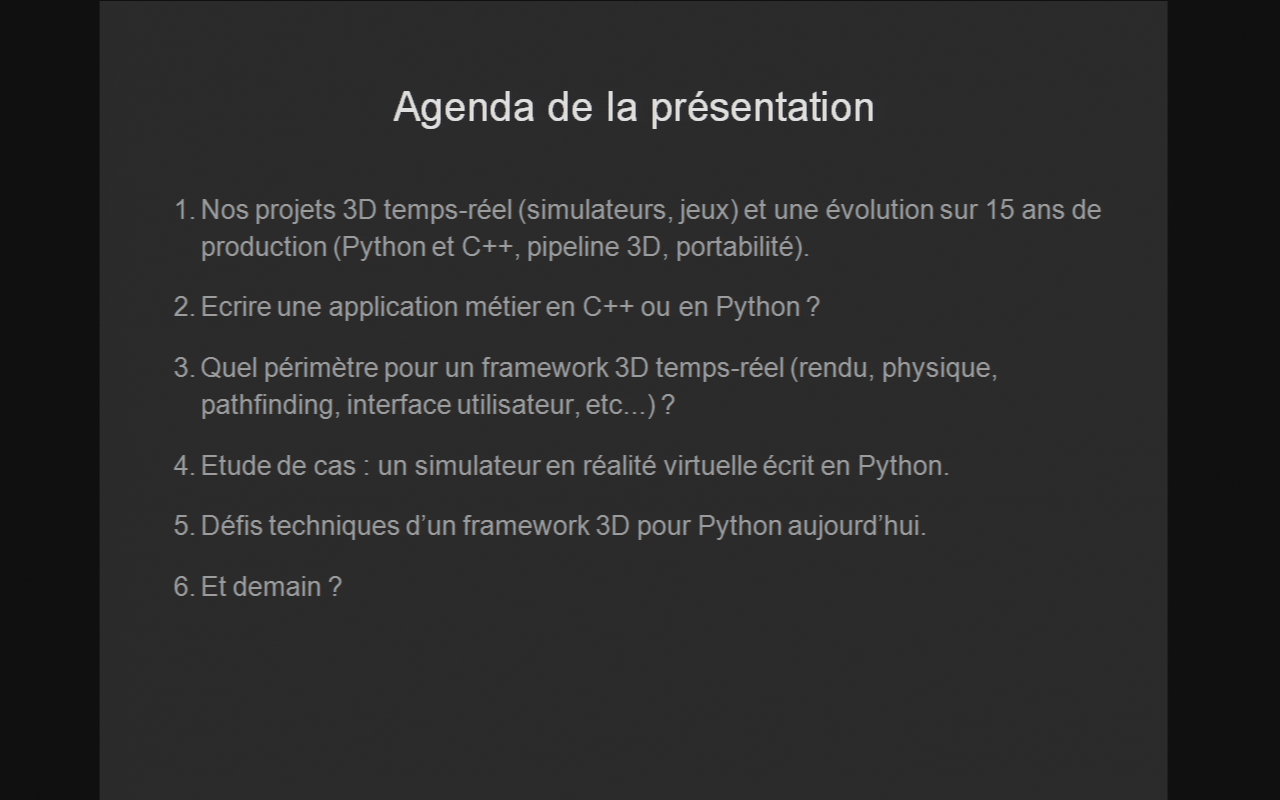 Agenda de la présentation
1. Nos projets 3D temps-réel (simulateurs, jeux) et une évolution sur 15 ans de
production (Python et C++, pipeline 3D, portabilité).
2. Ecrire une application métier en C++ ou en Python ?
3. Quel périmètre pour un framework 3D temps-réel (rendu, physique,
pathfinding, interface utilisateur, etc...) ?
4. Etude de cas : un simulateur en réalité virtuelle écrit en Python.
5. Défis techniques d’un framework 3D pour Python aujourd’hui.
6. Et demain ?